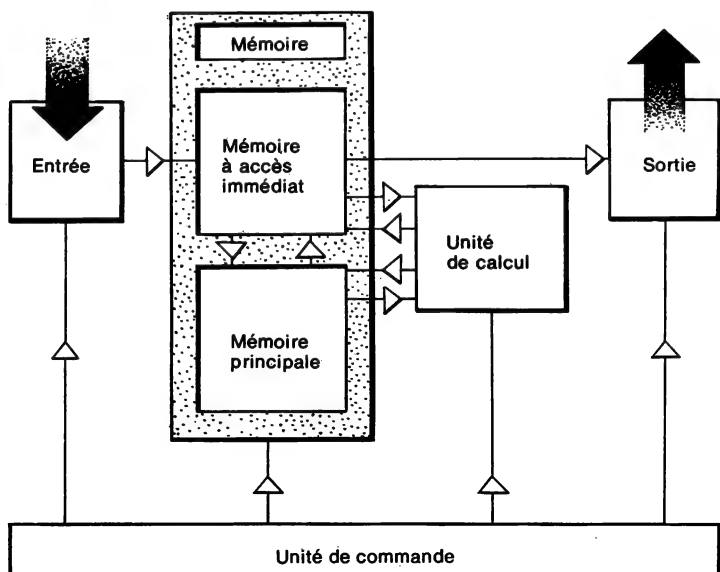 Mémoire
Entrée
Mémoire
à accès
immédiat
Sortie
Unité
de calcul
Mémoire
principale
Unité de commande